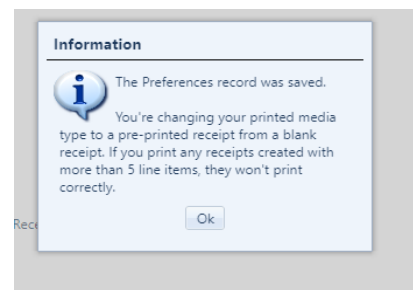 Information
The Preferences record was saved.
You're changing your printed media
type to a pre-printed receipt from a blank
receipt. If you print any receipts created with
more than 5 line items, they won't print
correctly.
Ok
Rece